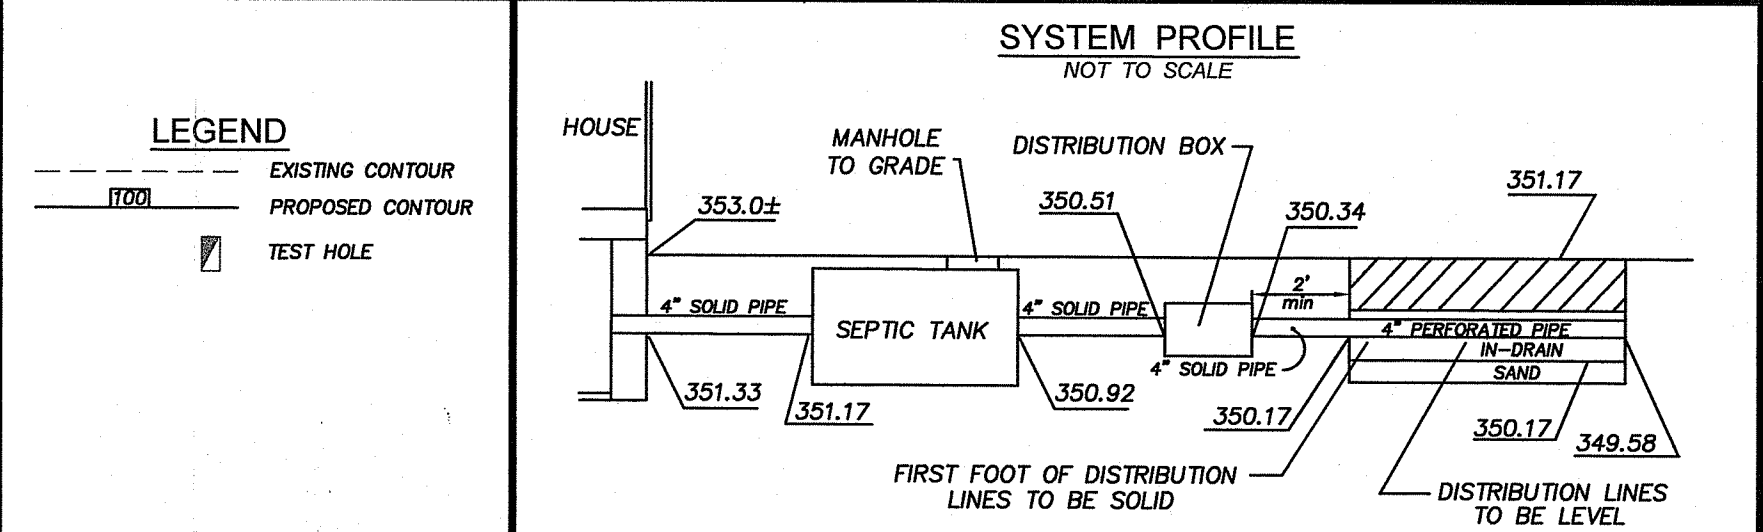 LEGEND
EXISTING CONTOUR
100
PROPOSED CONTOUR
TEST HOLE
SYSTEM PROFILE
NOT TO SCALE
HOUSE
MANHOLE
TO GRADE
DISTRIBUTION BOX
353.0±
350.51
350.34
351.17
4" SOLID PIPE
SEPTIC TANK
4" SOLID PIPE
2'
min
4" SOLID PIPE
4" PERFORATED PIPE
IN-DRAIN
SAND
351.33
351.17
350.92
350.17
350.17
349.58
FIRST FOOT OF DISTRIBUTION
LINES TO BE SOLID
DISTRIBUTION LINES
TO BE LEVEL